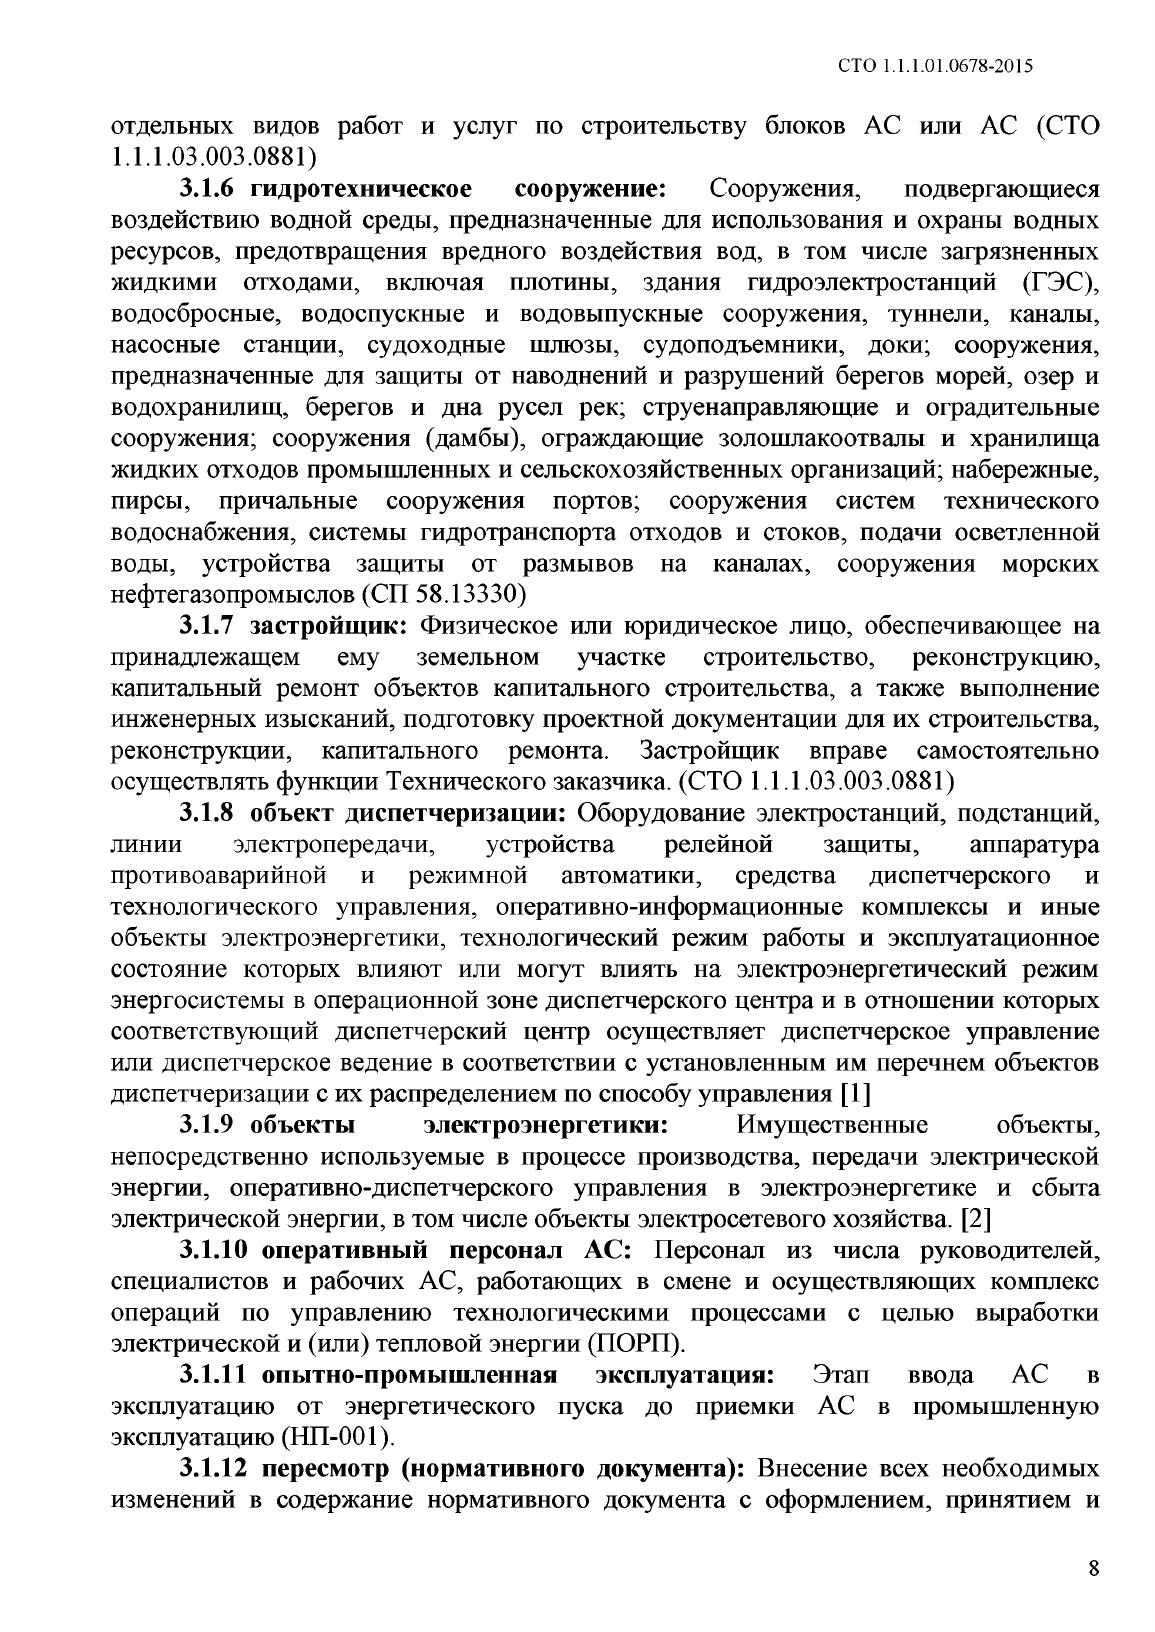 СТО 1.1.1.01.0678-2015
отдельных видов работ и услуг по строительству блоков АС или АС (СТО
1.1.1.03.003.0881)
3.1.6 гидротехническое сооружение: Сооружения, подвергающиеся
воздействию водной среды, предназначенные для использования и охраны водных
ресурсов, предотвращения вредного воздействия вод, в том числе загрязненных
жидкими отходами, включая плотины, здания гидроэлектростанций (ГЭС),
водосбросные, водоспускные и водовыпускные сооружения, туннели, каналы,
насосные станции, судоходные шлюзы, судоподъемники, доки; сооружения,
предназначенные для защиты от наводнений и разрушений берегов морей, озер и
водохранилищ, берегов и дна русел рек; струенаправляющие и оградительные
сооружения; сооружения (дамбы), ограждающие золошлакоотвалы и хранилища
жидких отходов промышленных и сельскохозяйственных организаций; набережные,
пирсы, причальные сооружения портов; сооружения систем технического
водоснабжения, системы гидротранспорта отходов и стоков, подачи осветленной
воды, устройства защиты от размывов на каналах, сооружения морских
нефтегазопромыслов (СП 58.13330)
3.1.7 застройщик: Физическое или юридическое лицо, обеспечивающее на
принадлежащем ему земельном участке строительство, реконструкцию,
капитальный ремонт объектов капитального строительства, а также выполнение
инженерных изысканий, подготовку проектной документации для их строительства,
реконструкции, капитального ремонта. Застройщик вправе самостоятельно
осуществлять функции Технического заказчика. (СТО 1.1.1.03.003.0881)
3.1.8 объект диспетчеризации: Оборудование электростанций, подстанций,
линии электропередачи, устройства релейной защиты, аппаратура
противоаварийной и режимной автоматики, средства диспетчерского и
технологического управления, оперативно-информационные комплексы и иные
объекты электроэнергетики, технологический режим работы и эксплуатационное
состояние которых влияют или могут влиять на электроэнергетический режим
энергосистемы в операционной зоне диспетчерского центра и в отношении которых
соответствующий диспетчерский центр осуществляет диспетчерское управление
или диспетчерское ведение в соответствии с установленным им перечнем объектов
диспетчеризации с их распределением по способу управления [1]
3.1.9 объекты электроэнергетики: Имущественные объекты,
непосредственно используемые в процессе производства, передачи электрической
энергии, оперативно-диспетчерского управления в электроэнергетике и сбыта
электрической энергии, в том числе объекты электросетевого хозяйства. [2]
3.1.10 оперативный персонал АС: Персонал из числа руководителей,
специалистов и рабочих АС, работающих в смене и осуществляющих комплекс
операций по управлению технологическими процессами с целью выработки
электрической и (или) тепловой энергии (ПОРП).
3.1.11 опытно-промышленная эксплуатация: Этап ввода АС в
эксплуатацию от энергетического пуска до приемки АС в промышленную
эксплуатацию (НП-001).
3.1.12 пересмотр (нормативного документа): Внесение всех необходимых
изменений в содержание нормативного документа с оформлением, принятием и
8